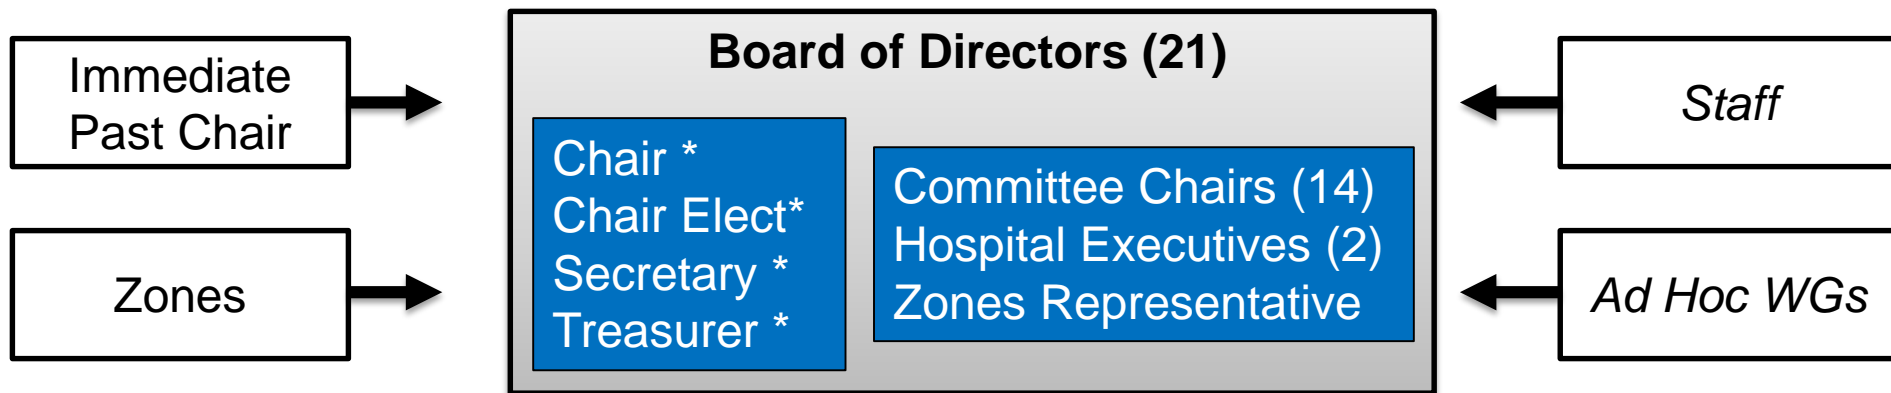 Immediate
Past Chair
Zones
Board of Directors (21)
Chair *
Chair Elect*
Secretary *
Treasurer *
Committee Chairs (14)
Hospital Executives (2)
Zones Representative
Staff
Ad Hoc WGs